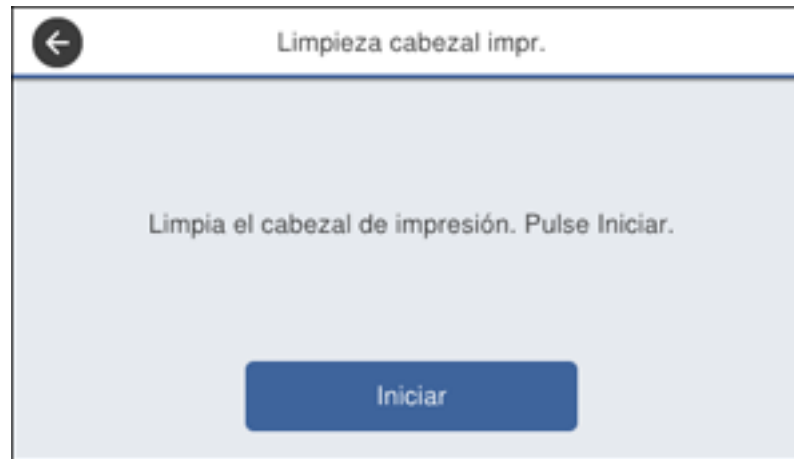 Limpieza cabezal impr.
Limpia el cabezal de impresión. Pulse Iniciar.
Iniciar